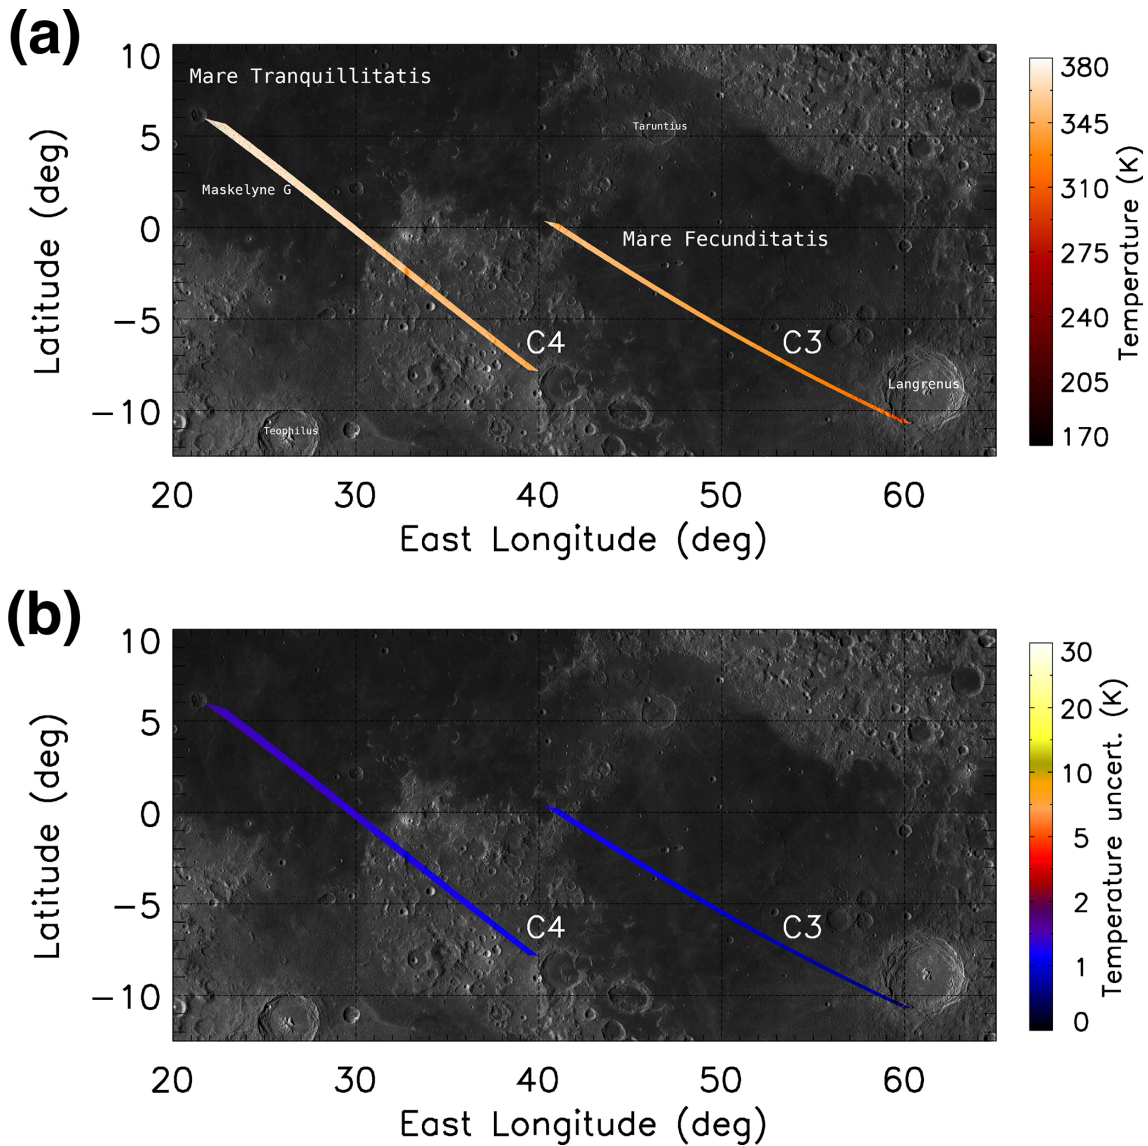 (a)
10
5
0
−5
−10
Latitude (deg)
Mare Tranquillitatis
Taruntius
Maskelyne G
Mare Fecunditatis
C4
C3
Langrenus
Teophilus
20 30 40 50 60
East Longitude (deg)
380
345
310
275
240
205
170
Temperature (K)
(b)
10
5
0
−5
−10
Latitude (deg)
C4
C3
20 30 40 50 60
East Longitude (deg)
30
20
10
5
2
1
0
Temperature uncert. (K)